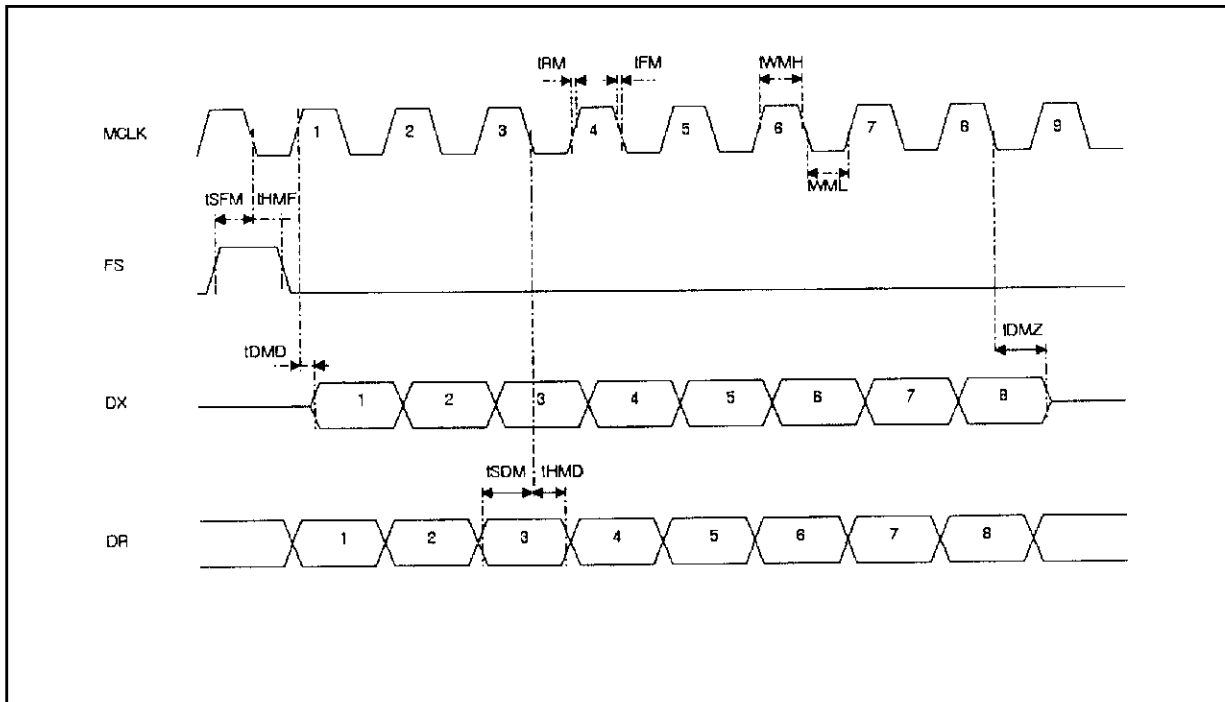 tRM tFM tWMH
MCLK 1 2 3 4 5 6 7 8 9
tWML
tSFM tHMF
FS
tDMZ
tDMD
DX 1 2 3 4 5 6 7 8
tSDM tHMD
DR 1 2 3 4 5 6 7 8